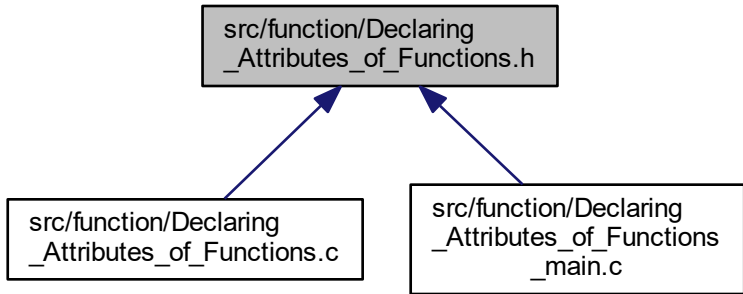 src/function/Declaring
_Attributes_of_Functions.h
src/function/Declaring
_Attributes_of_Functions.c
src/function/Declaring
_Attributes_of_Functions
_main.c